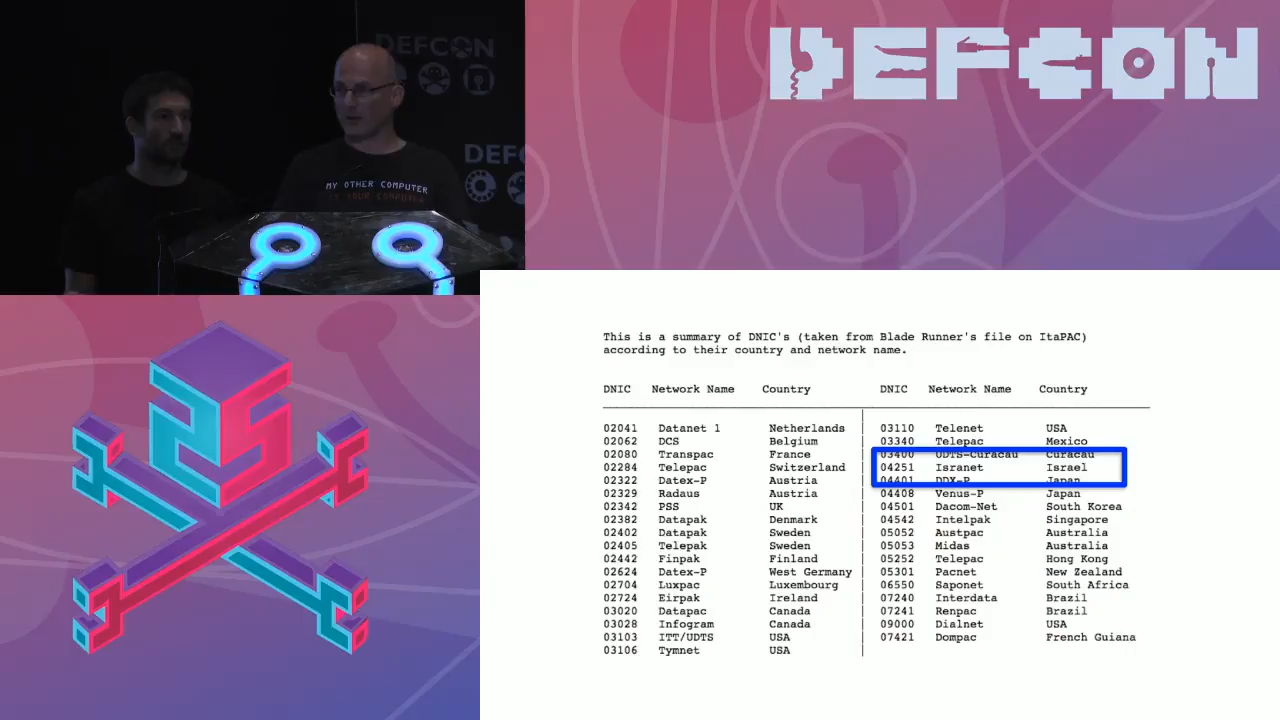 DEFCON
DEFCON
DEF
MY OTHER COMPUTER
IS YOUR COMPUTER
This is a summary of DNIC's (taken from Blade Runner's file on ItaPAC)
according to their country and network name.
DNIC Network Name Country DNIC Network Name Country
02041 Datanet 1 Netherlands 03110 Telenet USA
02062 DCS Belgium 03340 Telepac Mexico
02080 Transpac France 03400 UDTS-Curacau Curacau
02284 Telepac Switzerland 04251 Isranet Israel
02322 Datex-P Austria 04401 DDX-P Japan
02329 Radaus Austria 04408 Venus-P Japan
02342 PSS UK 04501 Dacom-Net South Korea
02382 Datapak Denmark 04542 Intelpak Singapore
02402 Datapak Sweden 05052 Austpac Australia
02405 Telepak Sweden 05053 Midas Australia
02442 Finpak Finland 05252 Telepac Hong Kong
02624 Datex-P West Germany 05301 Pacnet New Zealand
02704 Luxpac Luxembourg 06550 Saponet South Africa
02724 Eirpak Ireland 07240 Interdata Brazil
03020 Datapac Canada 07241 Renpac Brazil
03028 Infogram Canada 09000 Dialnet USA
03103 ITT/UDTS USA 07421 Dompac French Guiana
03106 Tymnet USA